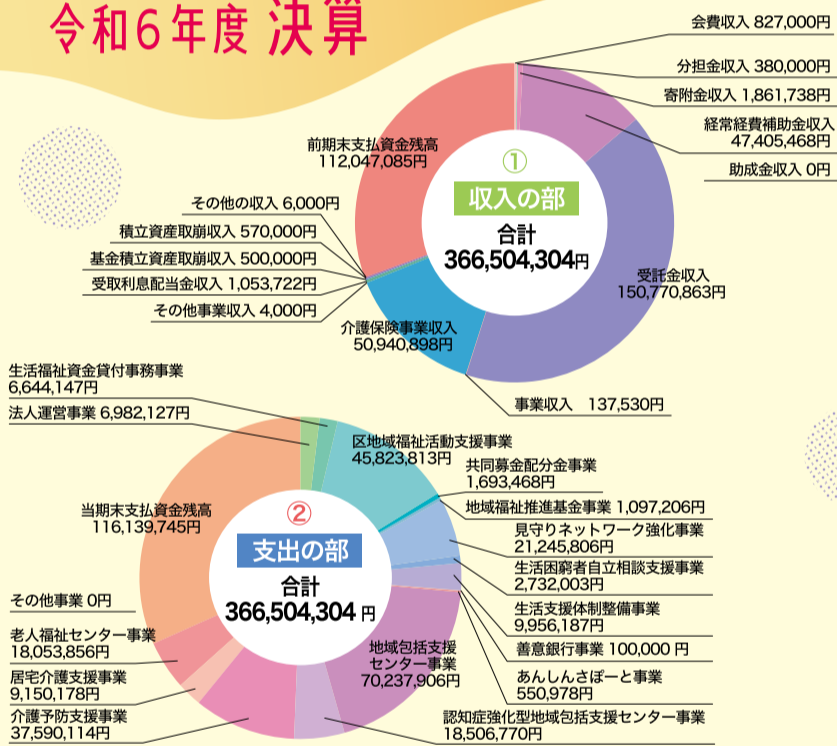 令和6年度 決算
会費収入 827,000円
分担金収入 380,000円
寄附金収入 1,861,738円
経常経費補助金収入
47,405,468円
助成金収入 0円
前期末支払資金残高
112,047,085円
①
収入の部
合計
366,504,304円
その他の収入 6,000円
積立資産取崩収入 570,000円
基金積立資産取崩収入 500,000円
受取利息配当金収入 1,053,722円
その他事業収入 4,000円
受託金収入
150,770,863円
介護保険事業収入
50,940,898円
事業収入 137,530円
生活福祉資金貸付事務事業
6,644,147円
法人運営事業 6,982,127円
区地域福祉活動支援事業
45,823,813円
共同募金配分金事業
1,693,468円
地域福祉推進基金事業 1,097,206円
見守りネットワーク強化事業
21,245,806円
生活困窮者自立相談支援事業
2,732,003円
生活支援体制整備事業
9,956,187円
善意銀行事業 100,000 円
あんしんさぽーと事業
550,978円
認知症強化型地域包括支援センター事業
18,506,770円
当期末支払資金残高
116,139,745円
②
支出の部
合計
366,504,304 円
地域包括支援
センター事業
70,237,906円
その他事業 0円
老人福祉センター事業
18,053,856円
居宅介護支援事業
9,150,178円
介護予防支援事業
37,590,114円